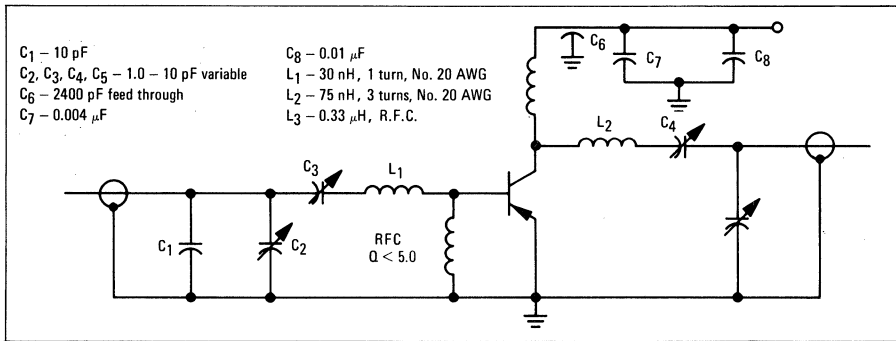 C1 – 10 pF
C2, C3, C4, C5 – 1.0 – 10 pF variable
C6 – 2400 pF feed through
C7 – 0.004 μF
C8 – 0.01 μF
L1 – 30 nH, 1 turn, No. 20 AWG
L2 – 75 nH, 3 turns, No. 20 AWG
L3 – 0.33 μH, R.F.C.
C6
C7
C8
L2
C4
C3
L1
C1
C2
RFC
Q < 5.0